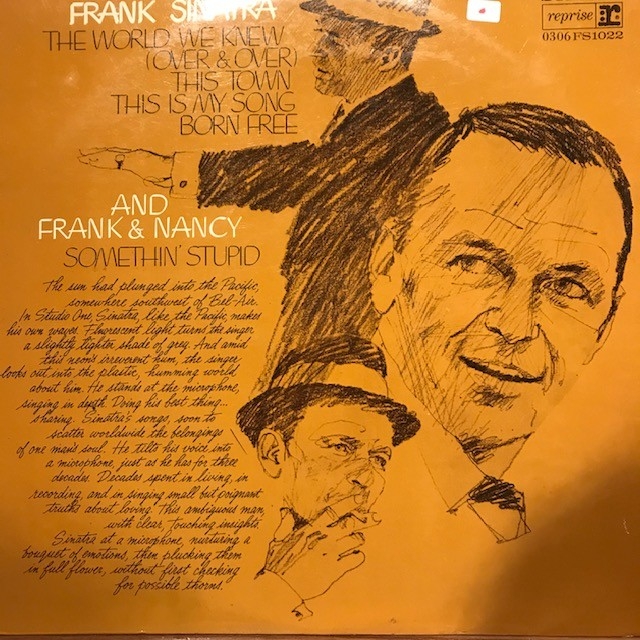 FRANK SINATRA
reprise
r:
0306 FS1022
THE WORLD WE KNEW
(OVER & OVER)
THIS TOWN
THIS IS MY SONG
BORN FREE
AND
FRANK & NANCY
SOMETHIN' STUPID
The sun had plunged into the Pacific,
somewhere southwest of Bel-Air.
In Studio One, Sinatra, like the Pacific, makes
his own waves. Fluorescent light turns the singer
a slightly lighter shade of grey. And amid
this neon's irreverent hum, the singer
looks out into the plastic, humming world
about him. He stands at the microphone,
singing in depth. Doing his best thing...
sharing. Sinatra's songs, soon to
scatter worldwide the belongings
of one man's soul. He tilts his voice into
a microphone, just as he has for three
decades. Decades spent in living, in
recording, and in singing small but poignant
truths about loving. This ambiguous man,
with clear, touching insights.
Sinatra at a microphone, nurturing a
bouquet of emotions, then plucking them
in full flower, without first checking
for possible thorns.